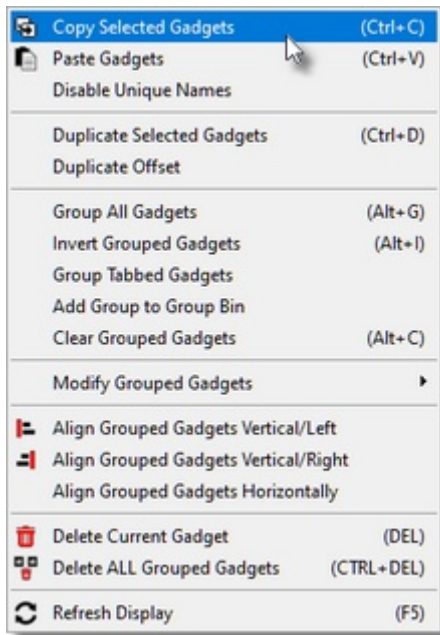 Copy Selected Gadgets (Ctrl+C)
Paste Gadgets (Ctrl+V)
Disable Unique Names
Duplicate Selected Gadgets (Ctrl+D)
Duplicate Offset
Group All Gadgets (Alt+G)
Invert Grouped Gadgets (Alt+I)
Group Tabbed Gadgets
Add Group to Group Bin
Clear Grouped Gadgets (Alt+C)
Modify Grouped Gadgets
Align Grouped Gadgets Vertical/Left
Align Grouped Gadgets Vertical/Right
Align Grouped Gadgets Horizontally
Delete Current Gadget (DEL)
Delete ALL Grouped Gadgets (CTRL+DEL)
Refresh Display (F5)